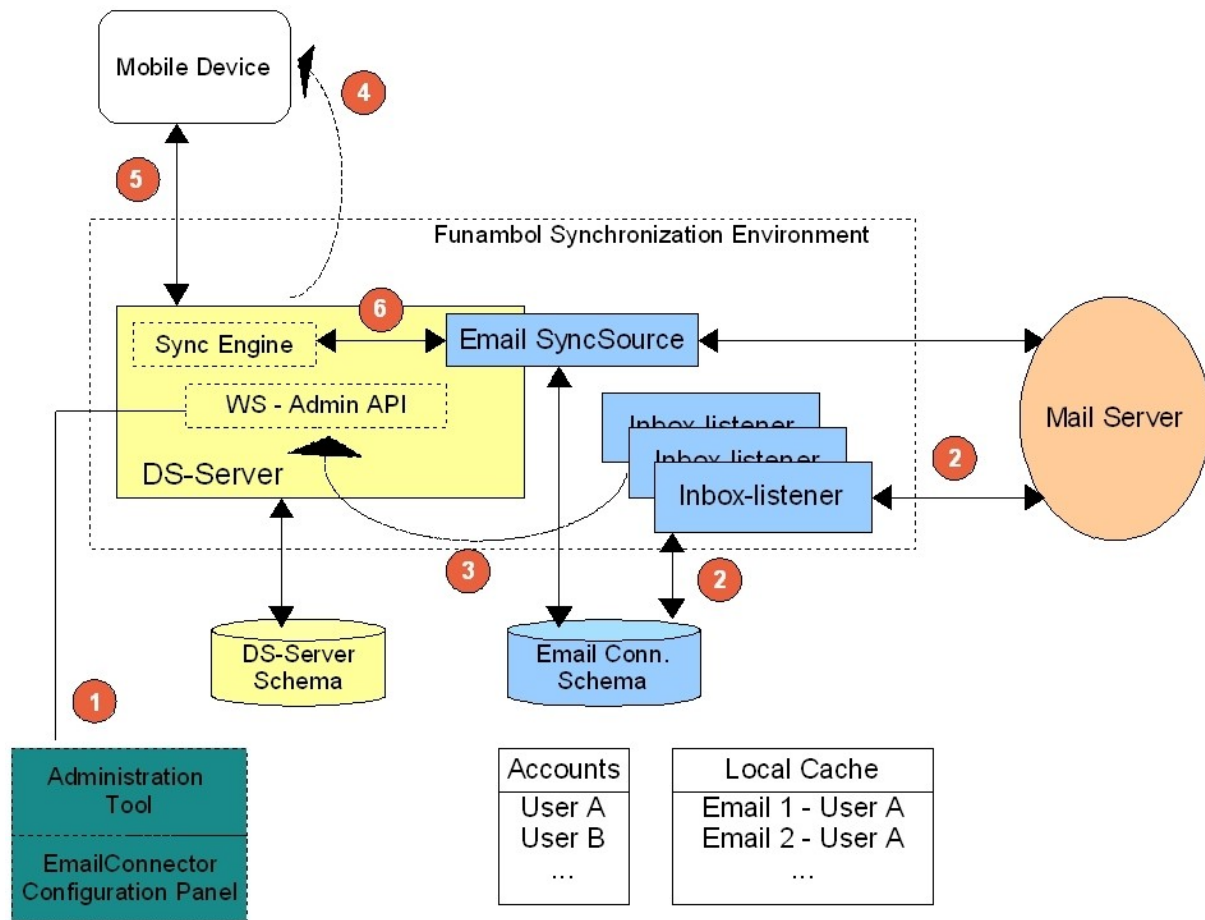 Mobile Device
4
5
Funambol Synchronization Environment
6
Sync Engine
Email SyncSource
WS - Admin API
DS-Server
Inbox-listener
Inbox-listener
Inbox-listener
Mail Server
2
3
2
DS-Server
Schema
Email Conn.
Schema
1
Administration
Tool
EmailConnector
Configuration Panel
Accounts
User A
User B
...
Local Cache
Email 1 - User A
Email 2 - User A
...